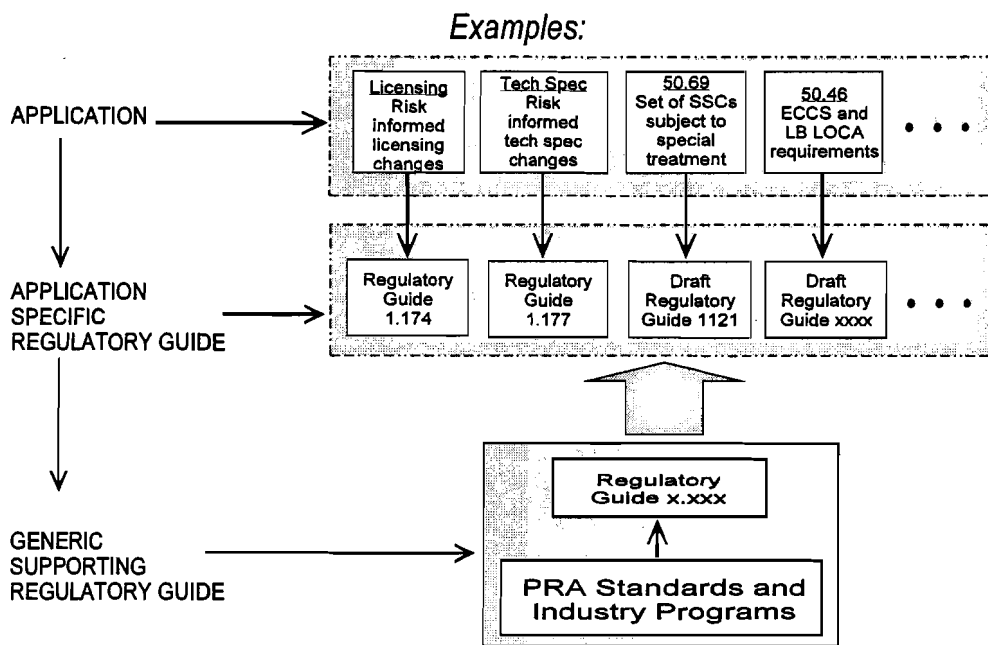 Examples:
APPLICATION
Licensing
Risk
informed
licensing
changes
Tech Spec
Risk
informed
tech spec
changes
50.69
Set of SSCs
subject to
special
treatment
50.46
ECCS and
LB LOCA
requirements
• • •
APPLICATION
SPECIFIC
REGULATORY GUIDE
Regulatory
Guide
1.174
Regulatory
Guide
1.177
Draft
Regulatory
Guide 1121
Draft
Regulatory
Guide xxxx
• • •
GENERIC
SUPPORTING
REGULATORY GUIDE
Regulatory
Guide x.xxx
PRA Standards and
Industry Programs